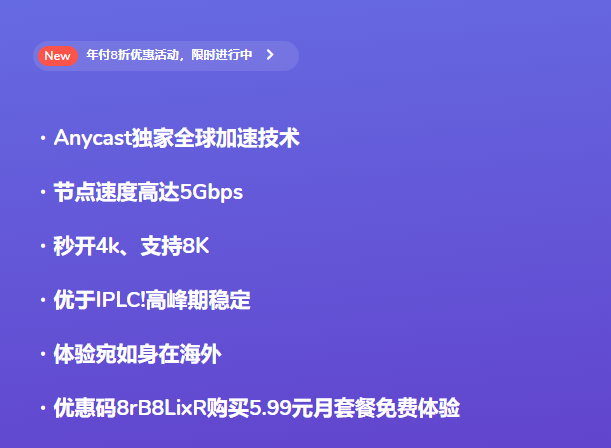 New 年付8折优惠活动，限时进行中
· Anycast独家全球加速技术
· 节点速度高达5Gbps
· 秒开4k、支持8K
· 优于IPLC!高峰期稳定
· 体验宛如身在海外
· 优惠码8rB8LixR购买5.99元月套餐免费体验